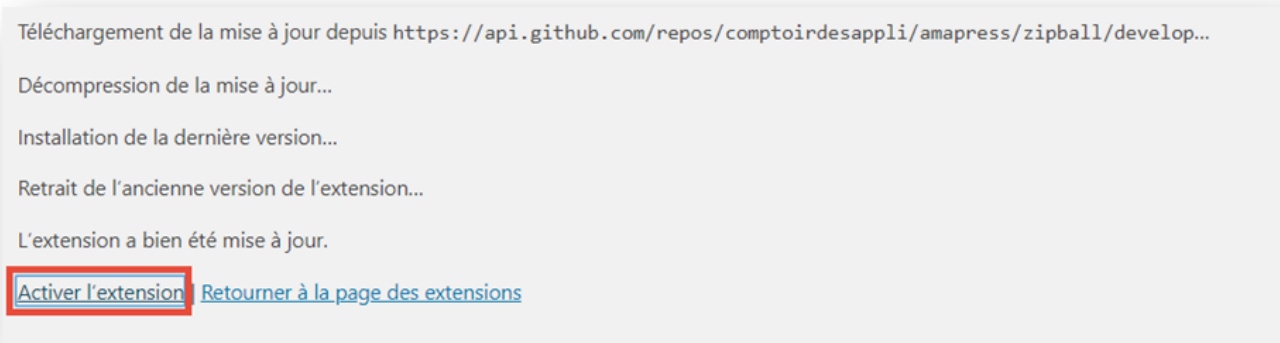 Téléchargement de la mise à jour depuis https://api.github.com/repos/comptoirdesappli/amapress/zipball/develop...
Décompression de la mise à jour...
Installation de la dernière version...
Retrait de l'ancienne version de l'extension...
L'extension a bien été mise à jour.
Activer l'extension | Retourner à la page des extensions